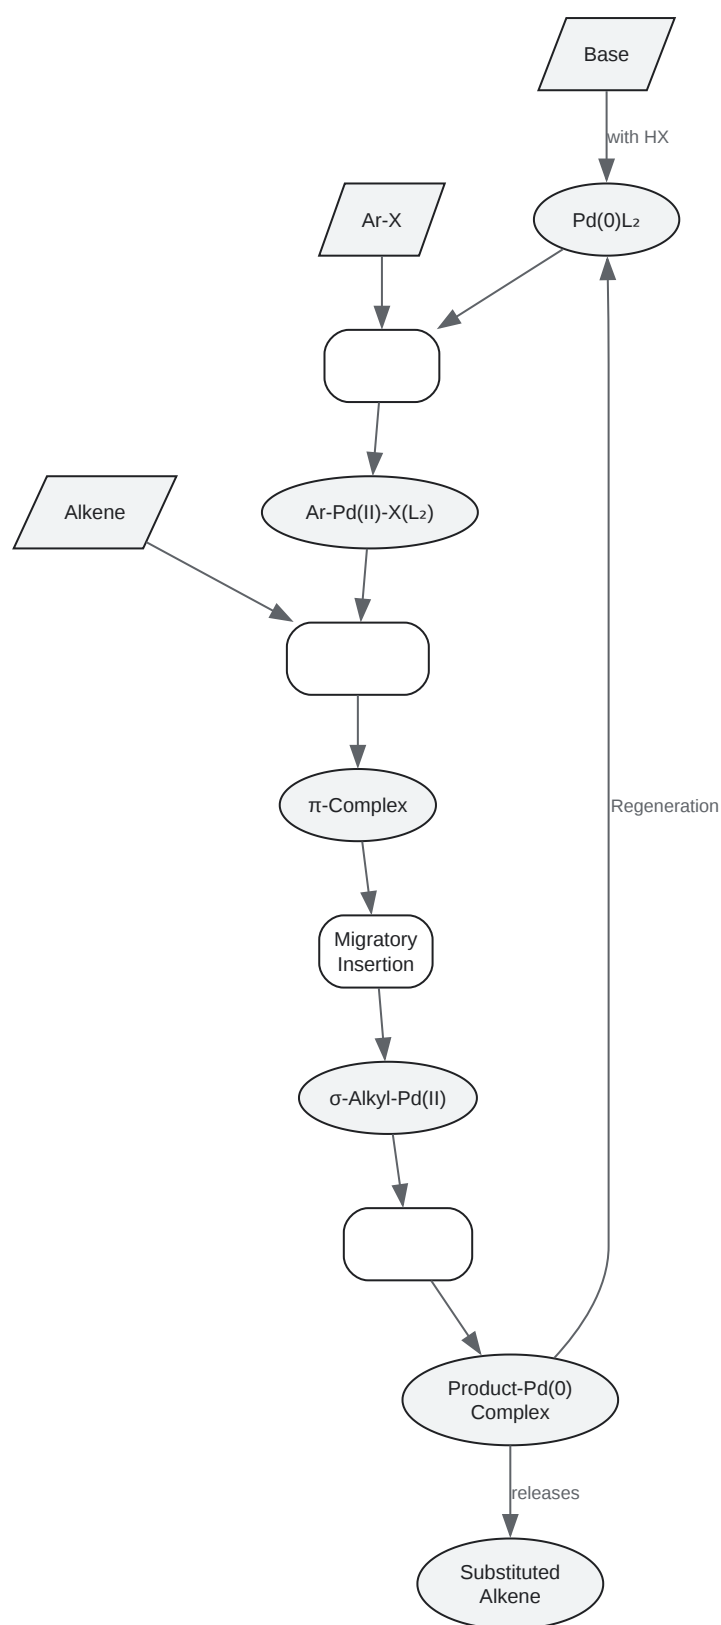 Base
with HX
Ar-X
Pd(0)L₂
Alkene
Ar-Pd(II)-X(L₂)
π-Complex
Regeneration
Migratory
Insertion
σ-Alkyl-Pd(II)
Product-Pd(0)
Complex
releases
Substituted
Alkene